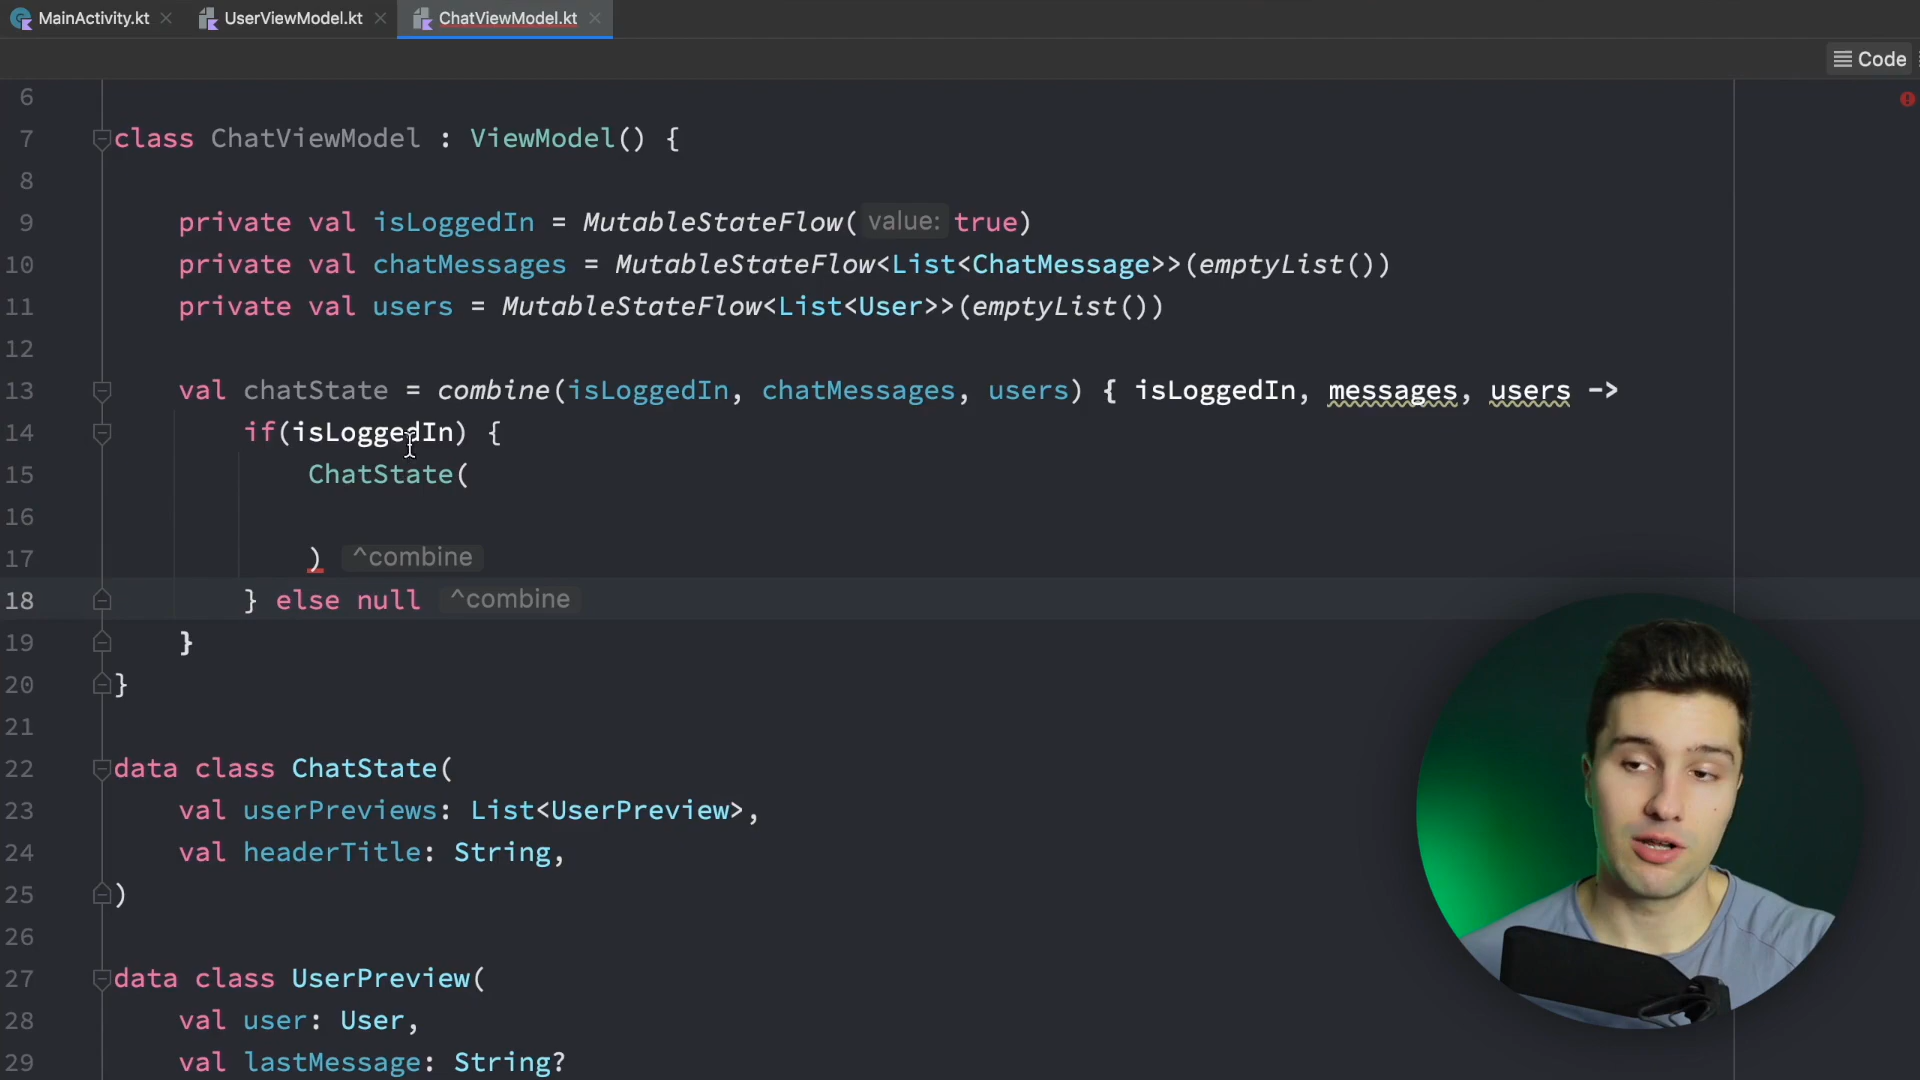 MainActivity.kt UserViewModel.kt ChatViewModel.kt
Code
6
7 class ChatViewModel : ViewModel() {
8
9 private val isLoggedIn = MutableStateFlow( value: true)
10 private val chatMessages = MutableStateFlow<List<ChatMessage>>(emptyList())
11 private val users = MutableStateFlow<List<User>>(emptyList())
12
13 val chatState = combine(isLoggedIn, chatMessages, users) { isLoggedIn, messages, users ->
14 if(isLoggedIn) {
15 ChatState(
16
17 ) ^combine
18 } else null ^combine
19 }
20 }
21
22 data class ChatState(
23 val userPreviews: List<UserPreview>,
24 val headerTitle: String,
25 )
26
27 data class UserPreview(
28 val user: User,
29 val lastMessage: String?